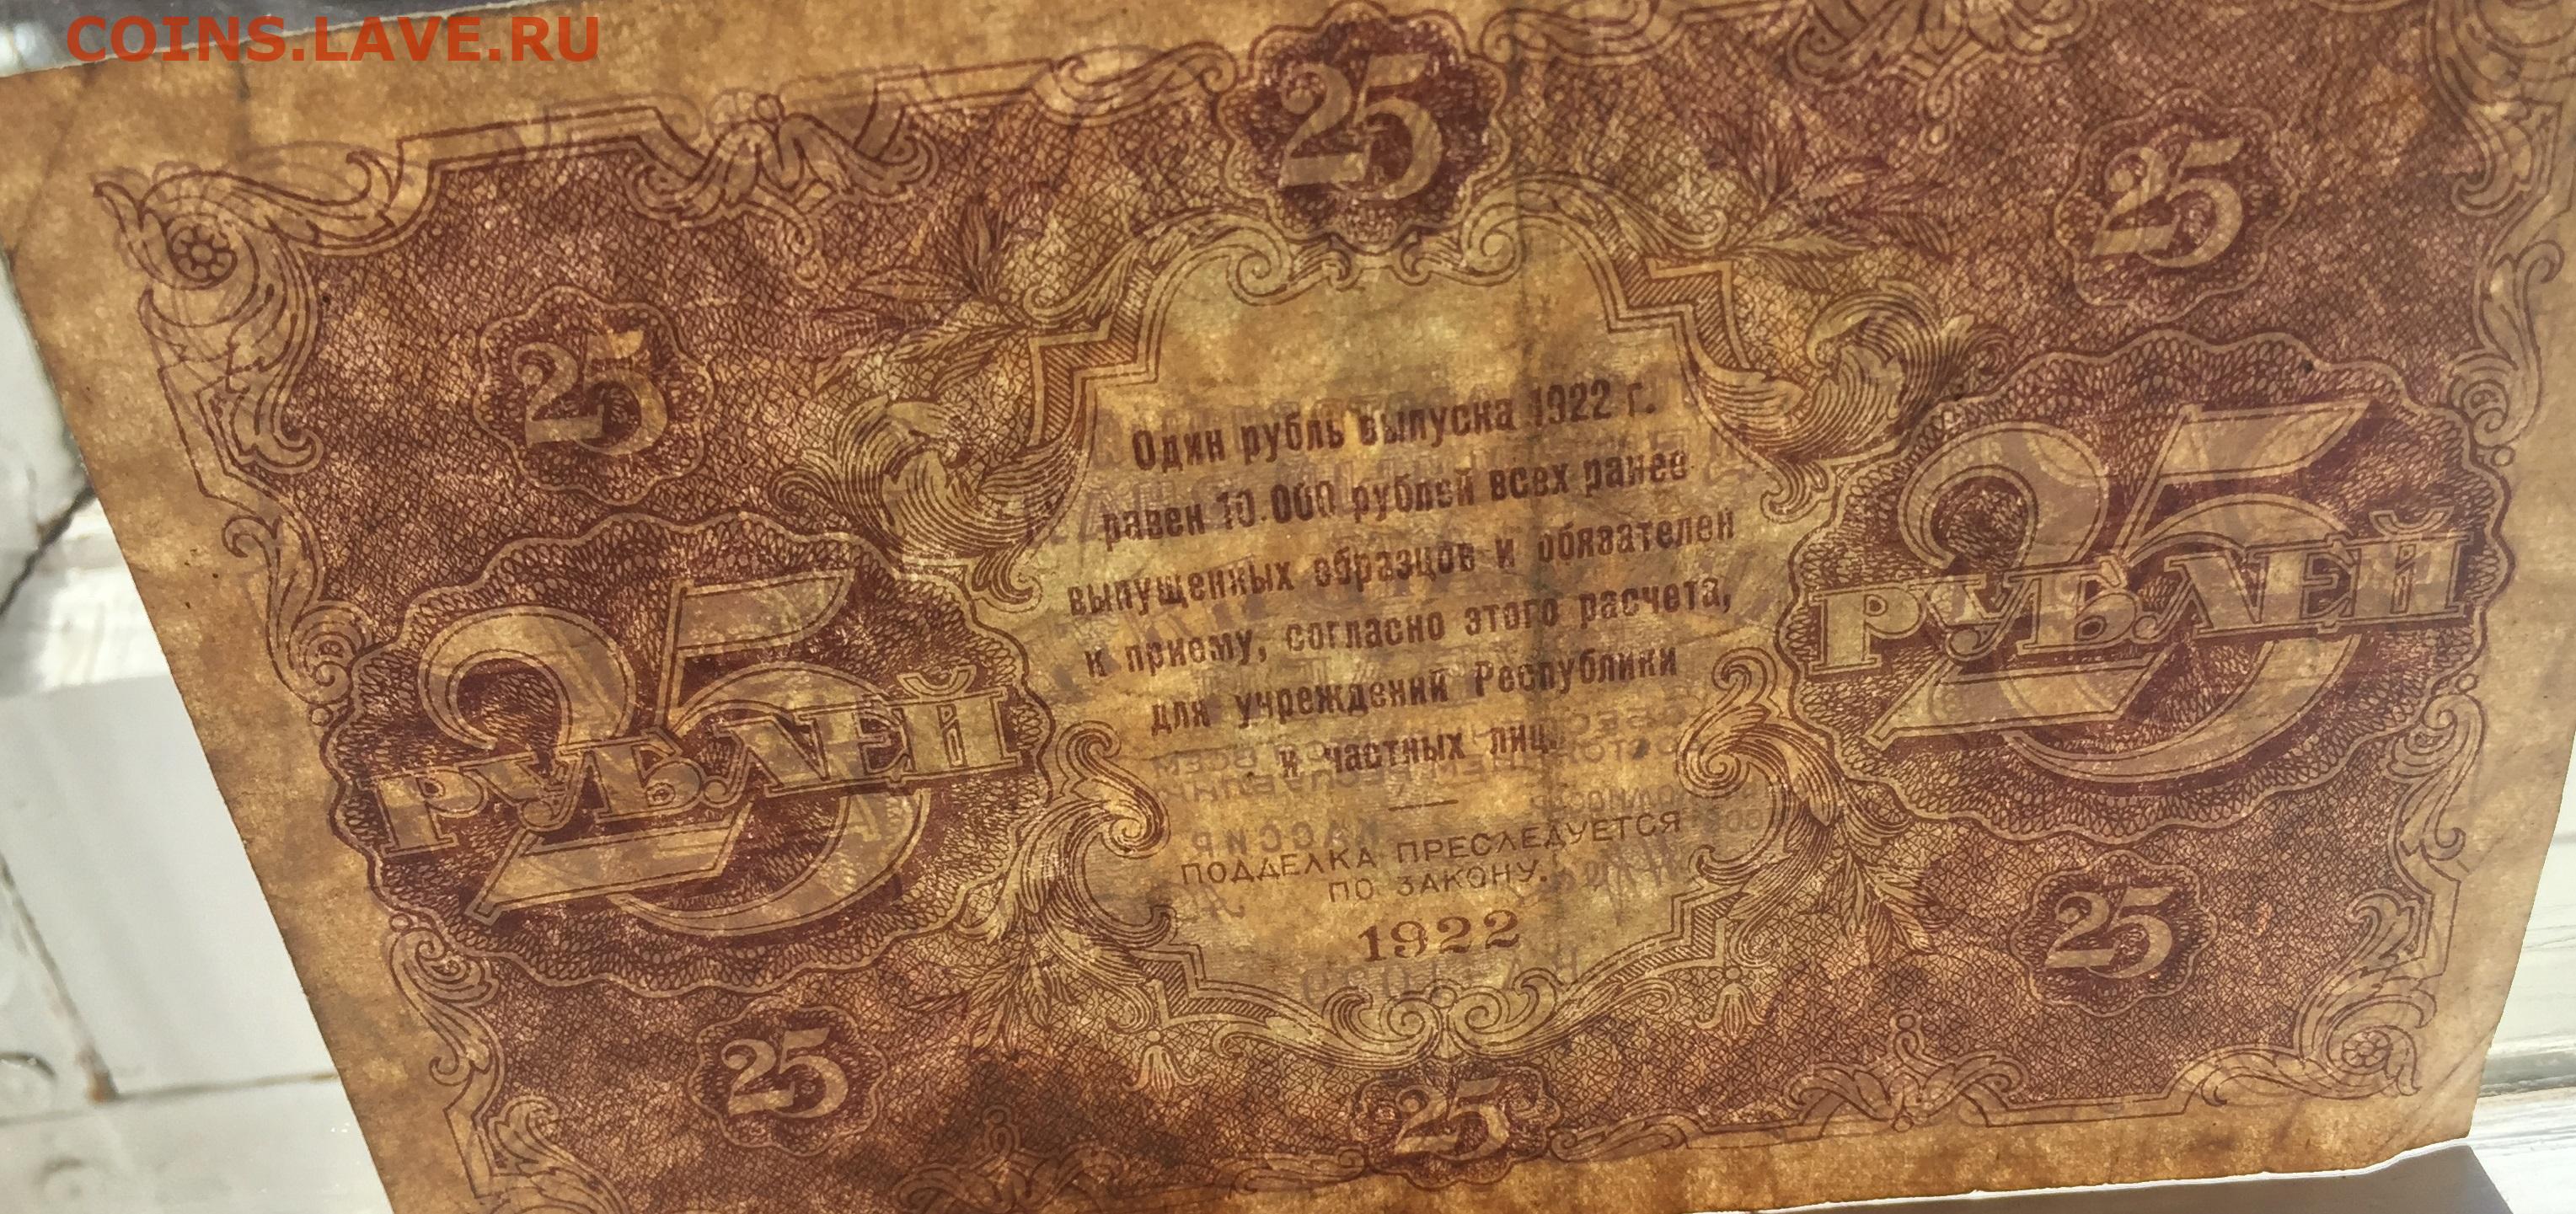 COINS.LAVE.RU
25
25
25
Один рубль выпуска 1922 г.
равен 10.000 рублей всех ранее
выпущенных образцов и обязателен
к приему, согласно этого расчета,
для учреждений Республики
и частных лиц.
25 РУБЛЕЙ
25 РУБЛЕЙ
ПОДДЕЛКА ПРЕСЛЕДУЕТСЯ
ПО ЗАКОНУ.
1922
25
25
25